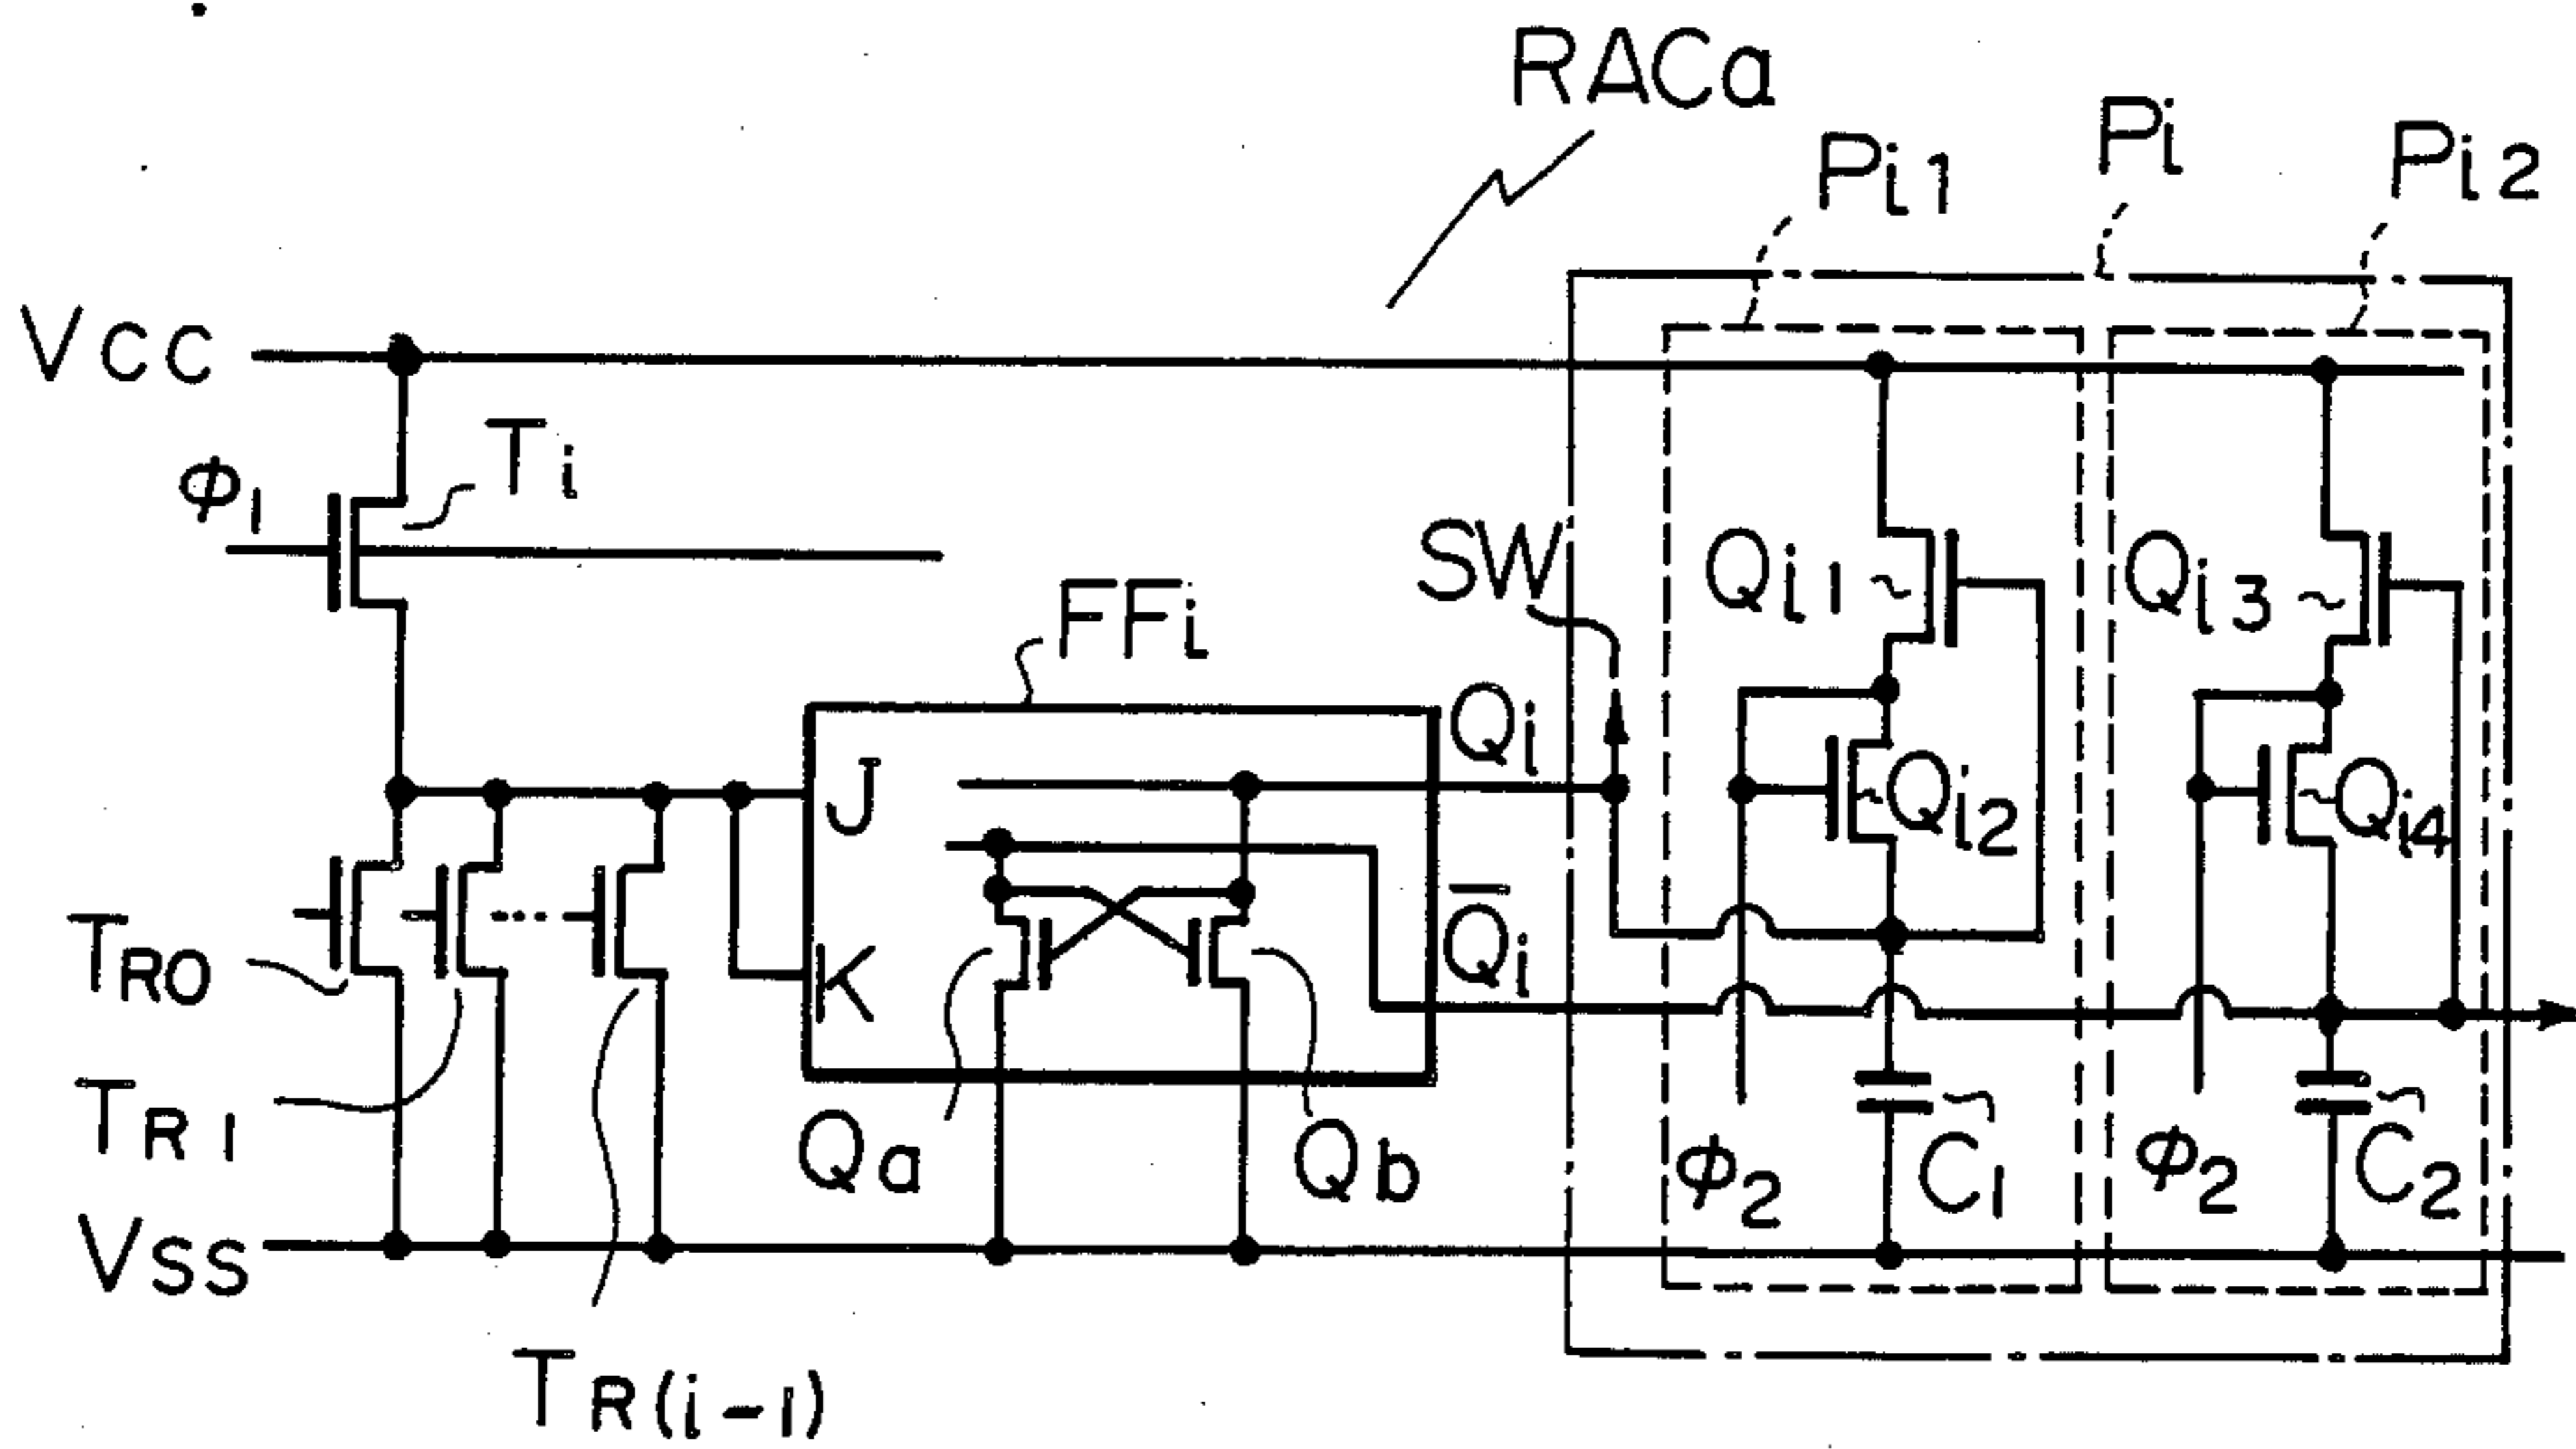 RACa
Pi1
Pi
Pi2
VCC
ϕ1
Ti
SW
Qi1
Qi3
FFi
Qi
J
Qi2
Qi4
TR0
K
Q̅i
TR1
Qa
Qb
ϕ2
C1
ϕ2
C2
VSS
TR(i-1)